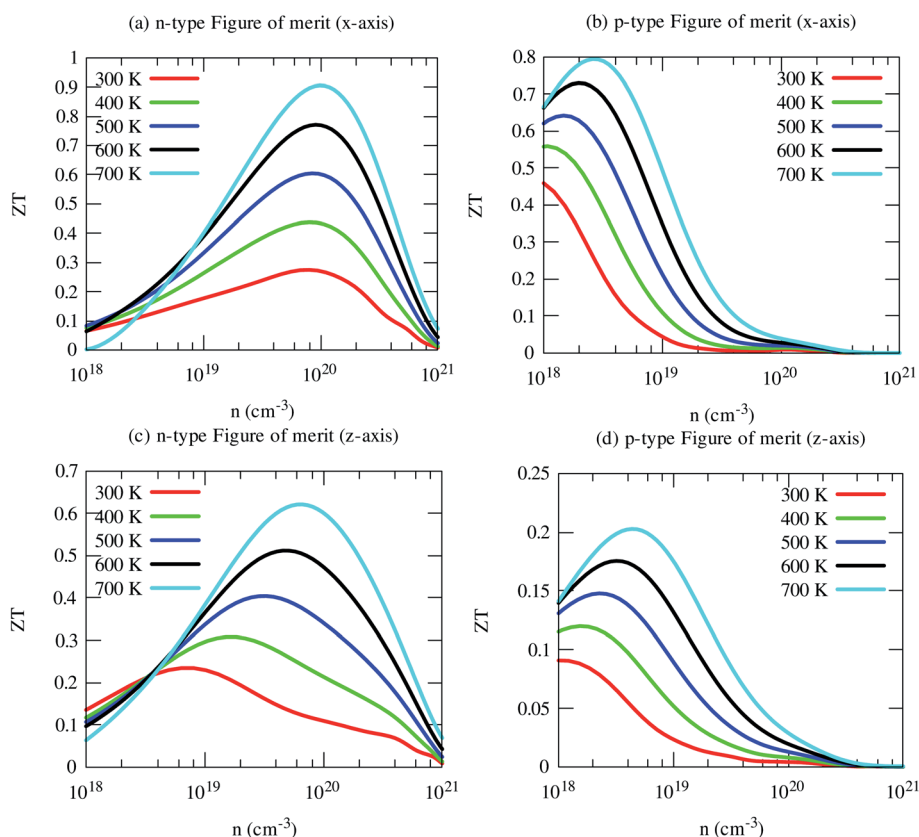 (a) n-type Figure of merit (x-axis)
1
0.9
0.8
0.7
0.6
0.5
0.4
0.3
0.2
0.1
0
ZT
300 K
400 K
500 K
600 K
700 K
10^18 10^19 10^20 10^21
n (cm^-3)
(b) p-type Figure of merit (x-axis)
0.8
0.7
0.6
0.5
0.4
0.3
0.2
0.1
0
ZT
300 K
400 K
500 K
600 K
700 K
10^18 10^19 10^20 10^21
n (cm^-3)
(c) n-type Figure of merit (z-axis)
0.7
0.6
0.5
0.4
0.3
0.2
0.1
0
ZT
300 K
400 K
500 K
600 K
700 K
10^18 10^19 10^20 10^21
n (cm^-3)
(d) p-type Figure of merit (z-axis)
0.25
0.2
0.15
0.1
0.05
0
ZT
300 K
400 K
500 K
600 K
700 K
10^18 10^19 10^20 10^21
n (cm^-3)